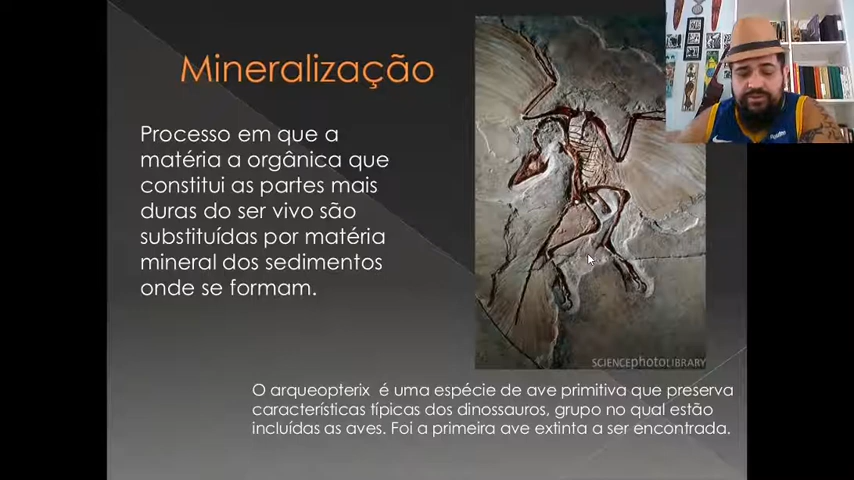 Mineralização
Processo em que a
matéria a orgânica que
constitui as partes mais
duras do ser vivo são
substituídas por matéria
mineral dos sedimentos
onde se formam.
SCIENCEphotoLIBRARY
O arqueopterix é uma espécie de ave primitiva que preserva
características típicas dos dinossauros, grupo no qual estão
incluídas as aves. Foi a primeira ave extinta a ser encontrada.